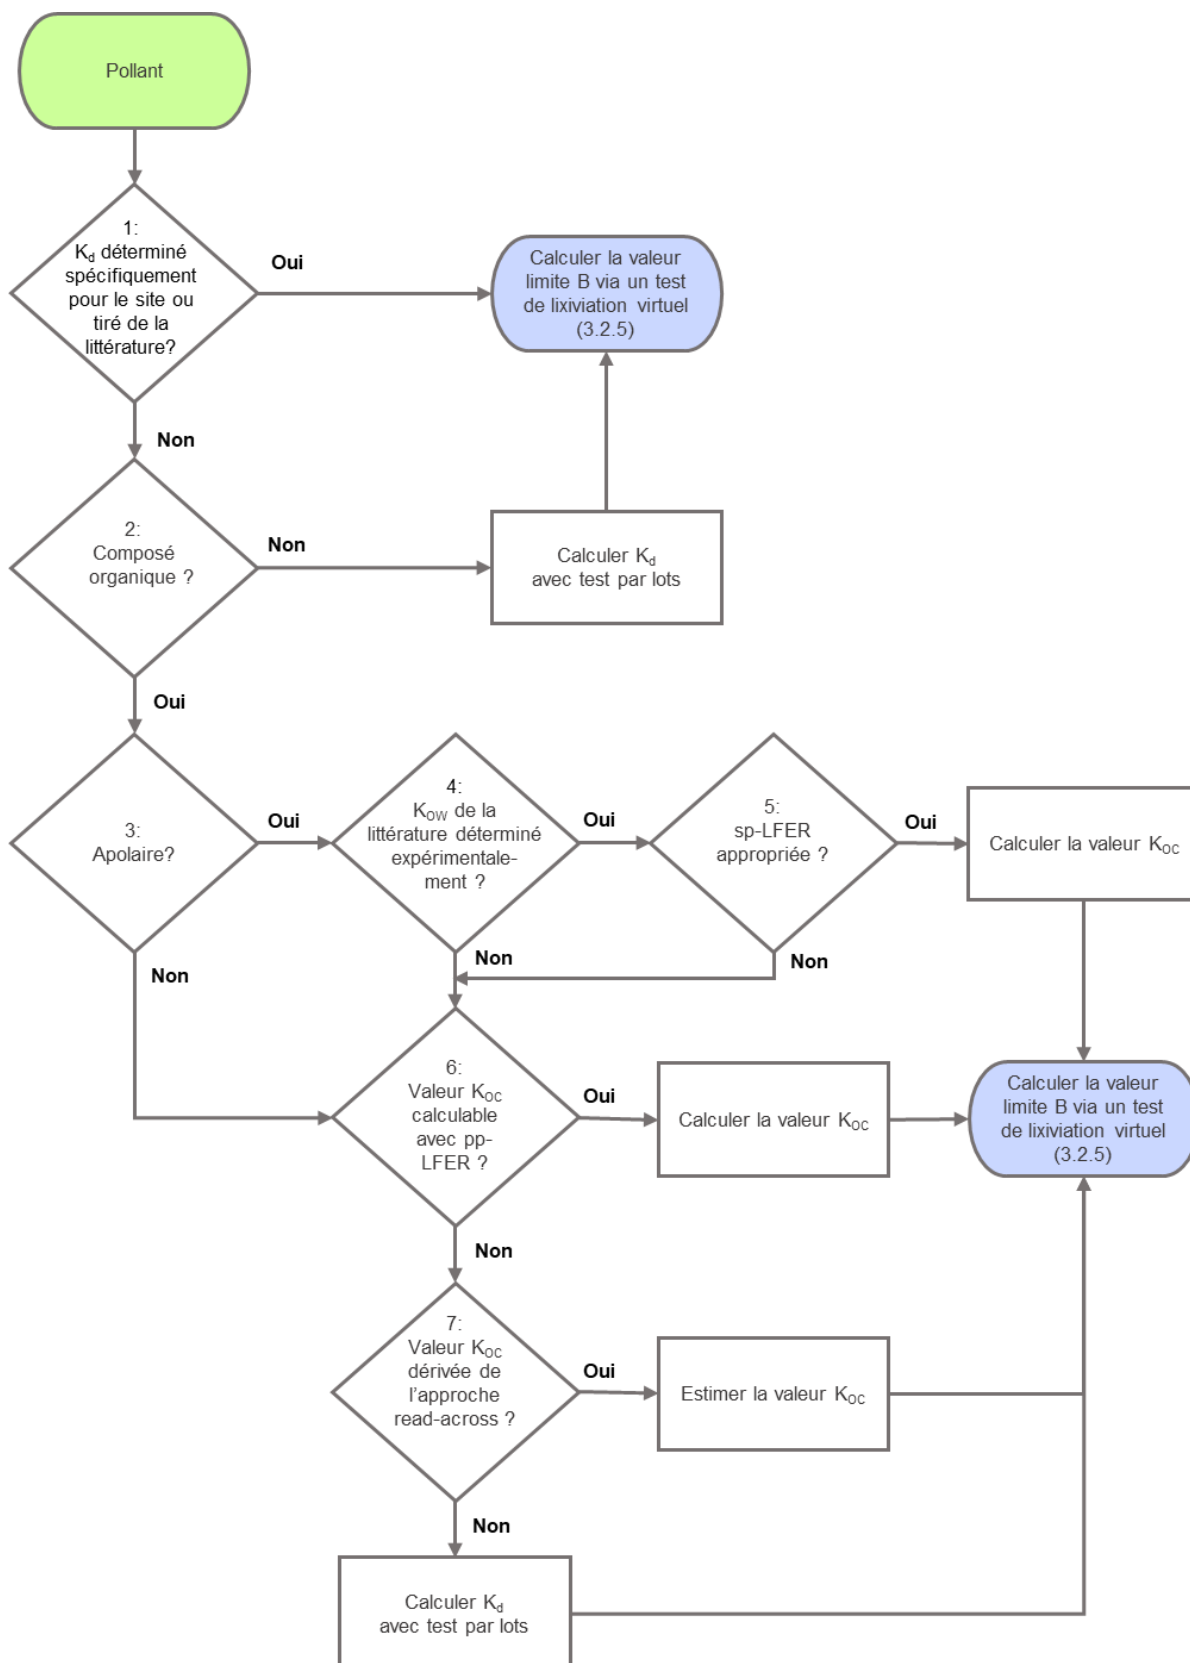 Pollant
1:
Kd déterminé
spécifiquement
pour le site ou
tiré de la
littérature?
Oui
Calculer la valeur
limite B via un test
de lixiviation virtuel
(3.2.5)
Non
2:
Composé
organique ?
Non
Calculer Kd
avec test par lots
Oui
3:
Apolaire?
Oui
4:
KOW de la
littérature déterminé
expérimentale-
ment ?
Oui
5:
sp-LFER
appropriée ?
Oui
Calculer la valeur KOC
Non
Non
Non
6:
Valeur KOC
calculable
avec pp-
LFER ?
Oui
Calculer la valeur KOC
Calculer la valeur
limite B via un test
de lixiviation virtuel
(3.2.5)
Non
7:
Valeur KOC
dérivée de
l'approche
read-across ?
Oui
Estimer la valeur KOC
Non
Calculer Kd
avec test par lots